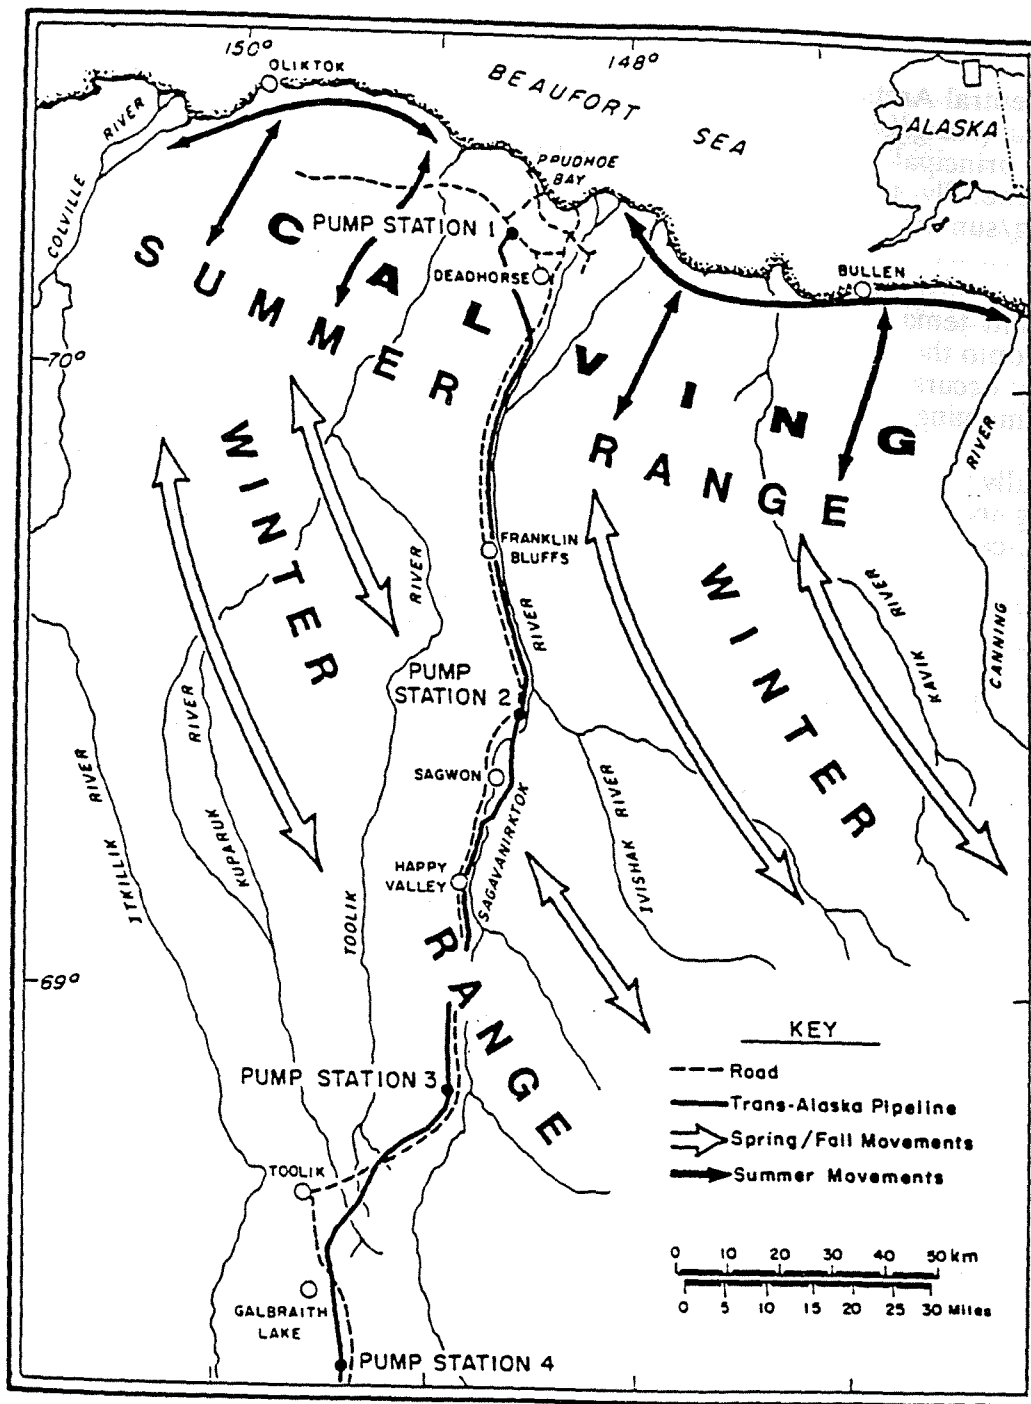 150°
148°
OLIKTOK
BEAUFORT
SEA
ALASKA
COLVILLE
RIVER
PRUDHOE
BAY
PUMP STATION 1
DEADHORSE
BULLEN
SUMMER
RANGE
CALVING
70°
WINTER
WINTER
RANGE
FRANKLIN
BLUFFS
RIVER
RIVER
RIVER
KAVIK
RIVER
CANNING
PUMP
STATION 2
SAGWON
SAGAVANIRKTOK
HAPPY
VALLEY
IVISHAK RIVER
ITKILLIK
RIVER
KUPARUK
RIVER
TOOLIK
69°
PUMP STATION 3
TOOLIK
GALBRAITH
LAKE
PUMP STATION 4
KEY
Road
Trans-Alaska Pipeline
Spring/Fall Movements
Summer Movements
0 10 20 30 40 50 km
0 5 10 15 20 25 30 Miles